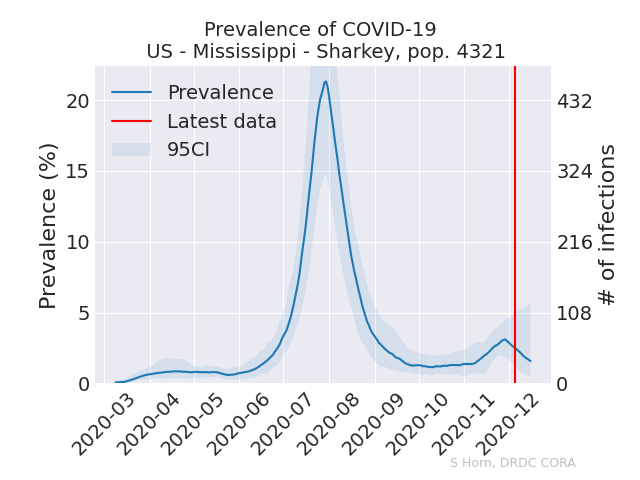 Prevalence of COVID-19
US - Mississippi - Sharkey, pop. 4321
Prevalence
Latest data
95CI
Prevalence (%)
20
15
10
5
0
432
324
216
108
0
# of infections
2020-03
2020-04
2020-05
2020-06
2020-07
2020-08
2020-09
2020-10
2020-11
2020-12
S Horn, DRDC CORA